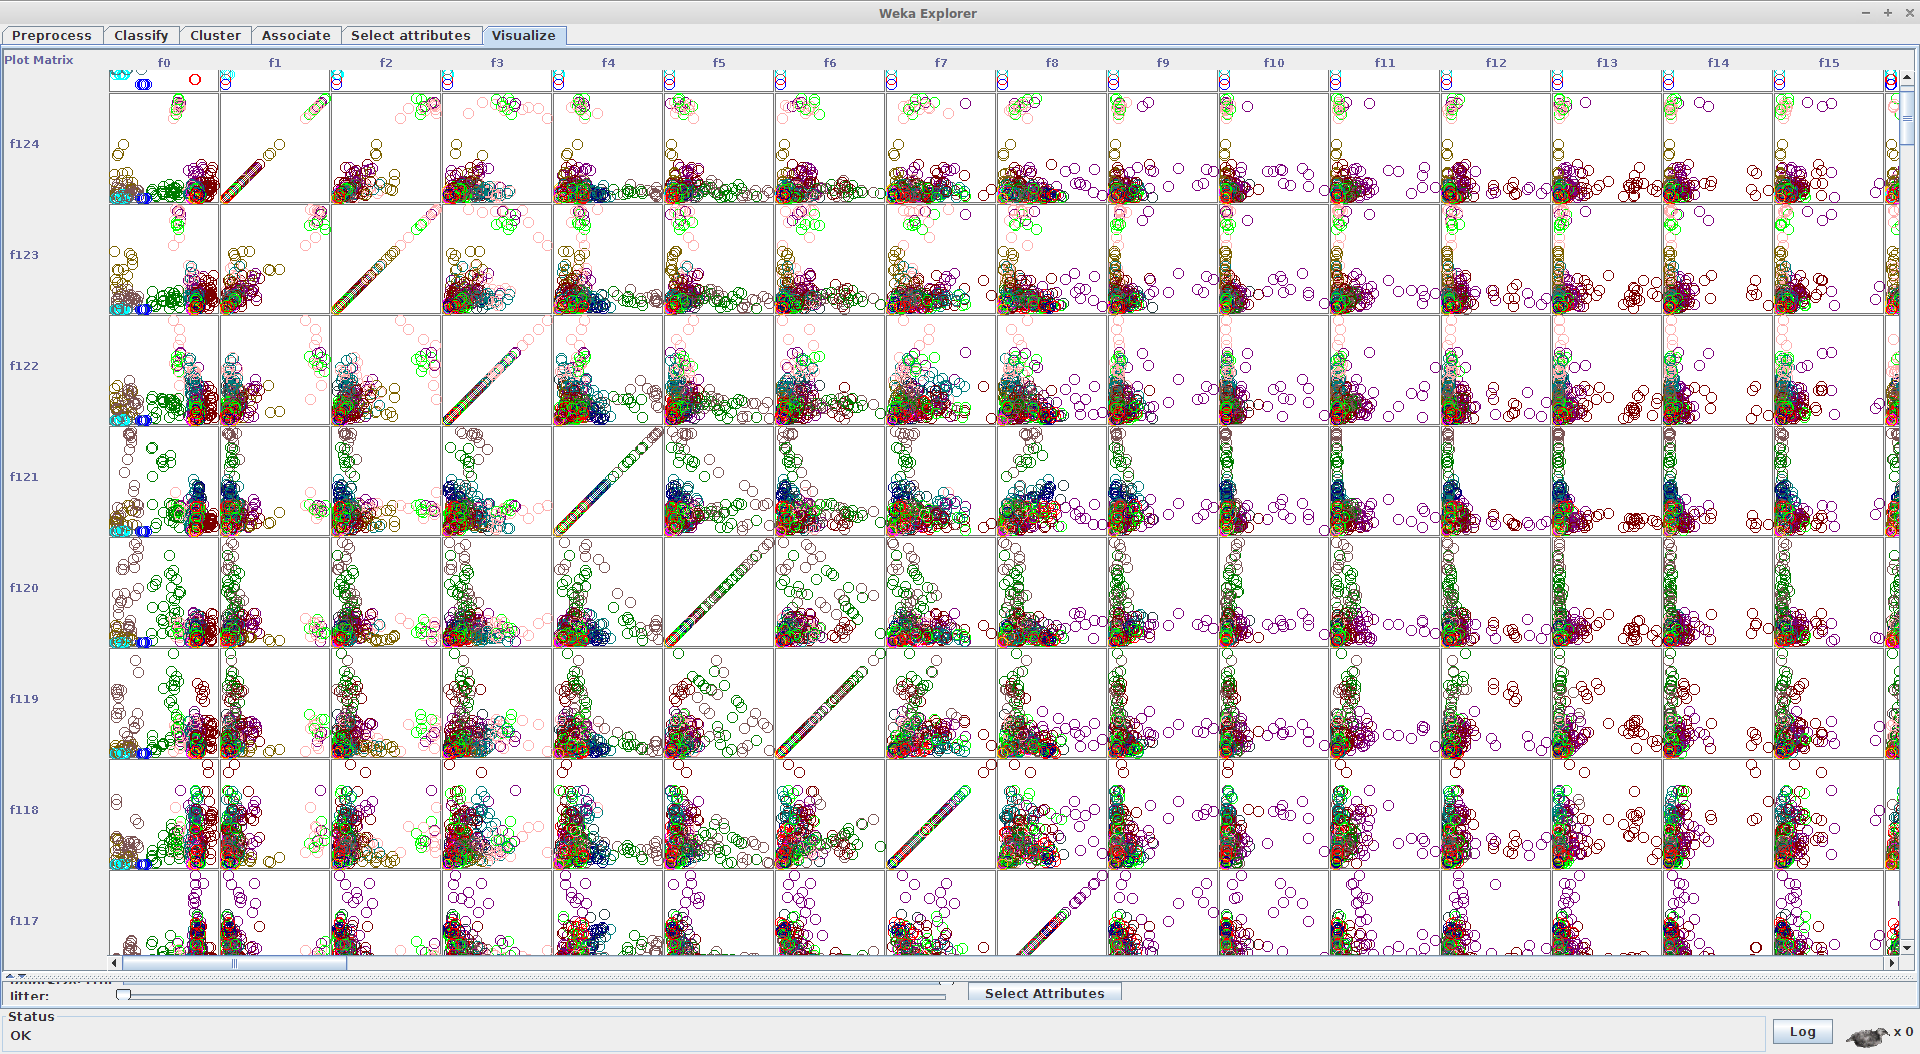 Weka Explorer
Preprocess Classify Cluster Associate Select attributes Visualize
Plot Matrix f0 f1 f2 f3 f4 f5 f6 f7 f8 f9 f10 f11 f12 f13 f14 f15
f124
f123
f122
f121
f120
f119
f118
f117
Jitter: Select Attributes
Status
OK
Log x 0